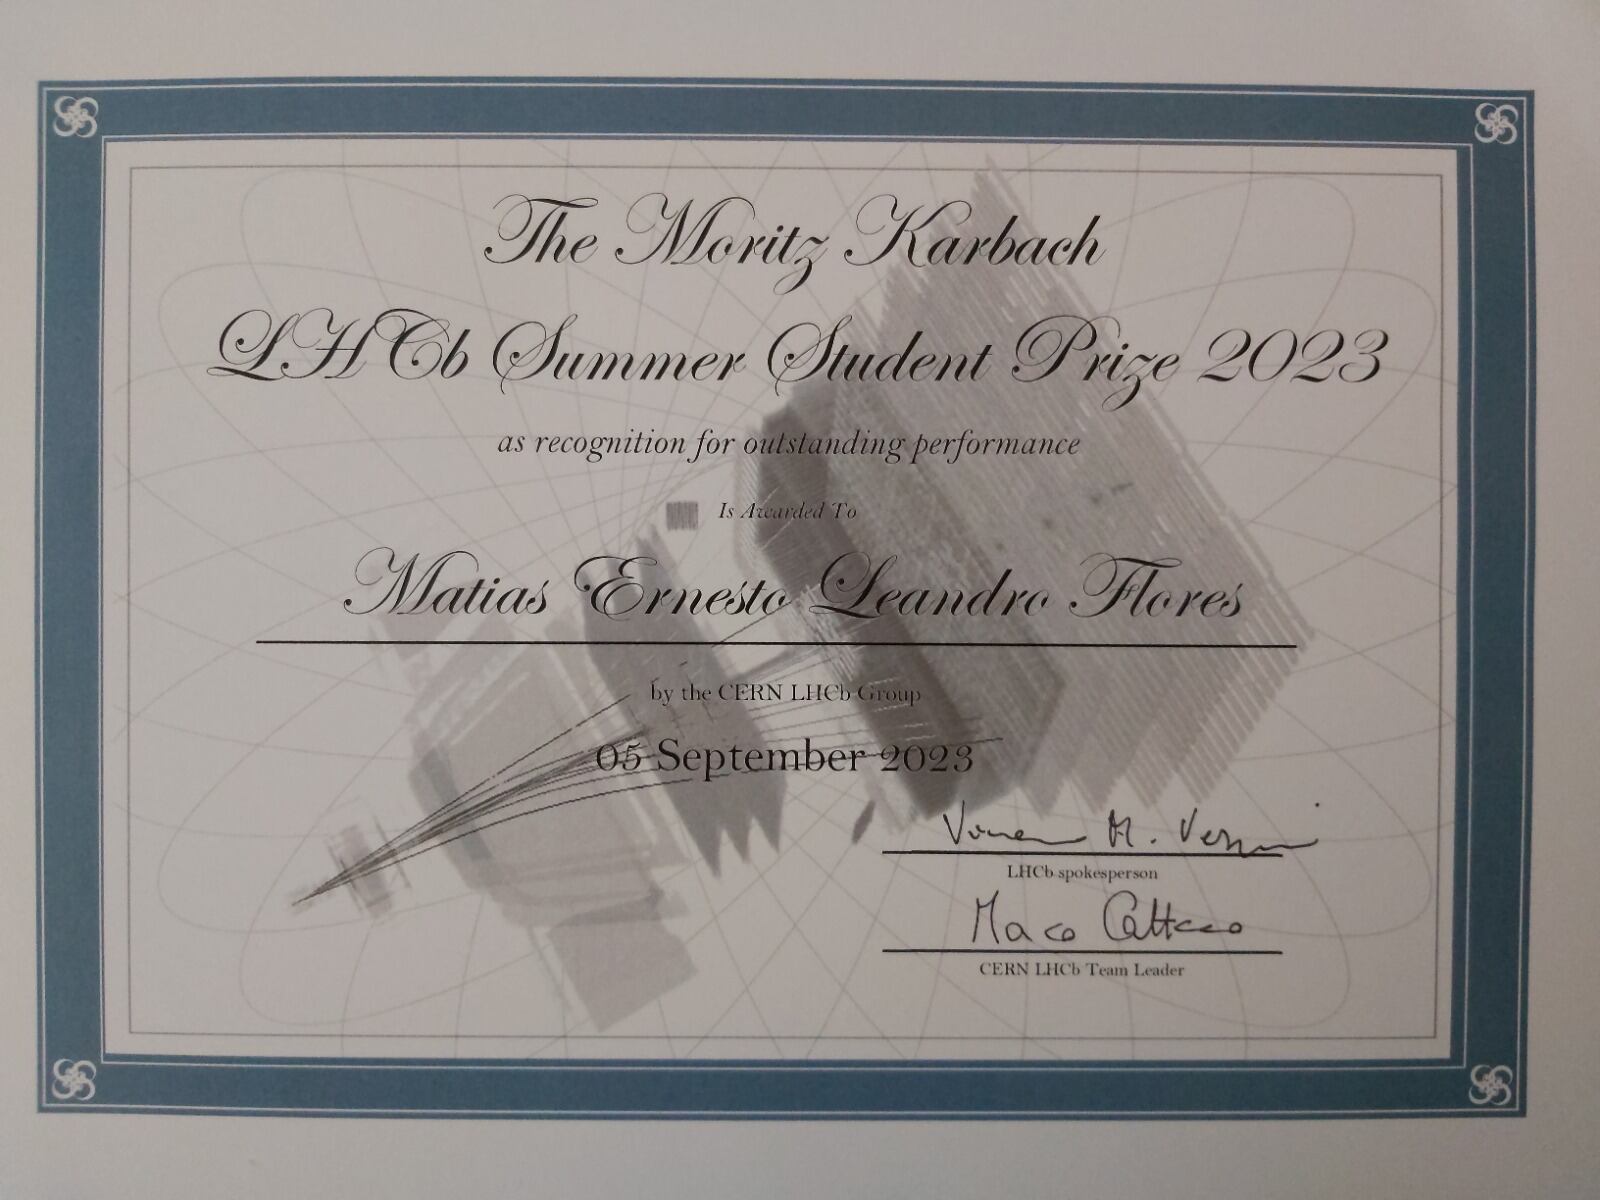 The Moritz Karbach
LHCb Summer Student Prize 2023
as recognition for outstanding performance
Is Awarded To
Matias Ernesto Leandro Flores
by the CERN LHCb Group
05 September 2023
M.
LHCb spokesperson
CERN LHCb Team Leader